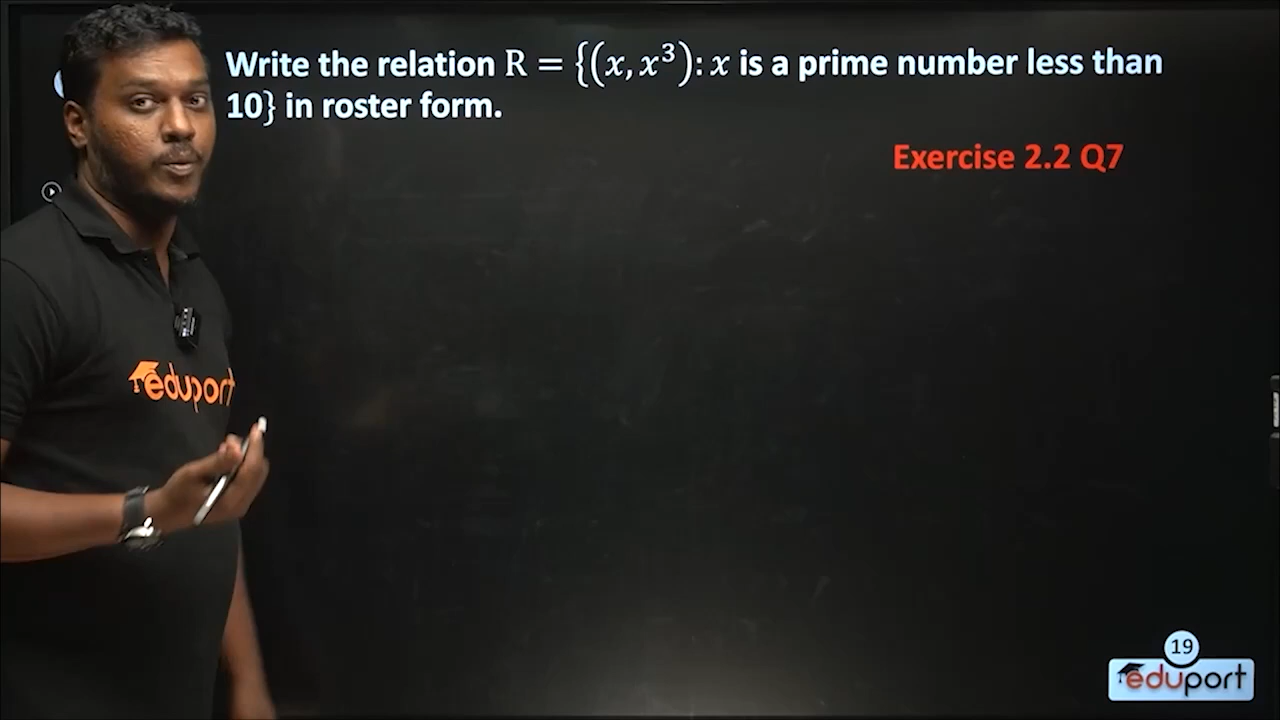 Write the relation R = {(x, x³): x is a prime number less than
10} in roster form.
Exercise 2.2 Q7
eduport
19
eduport